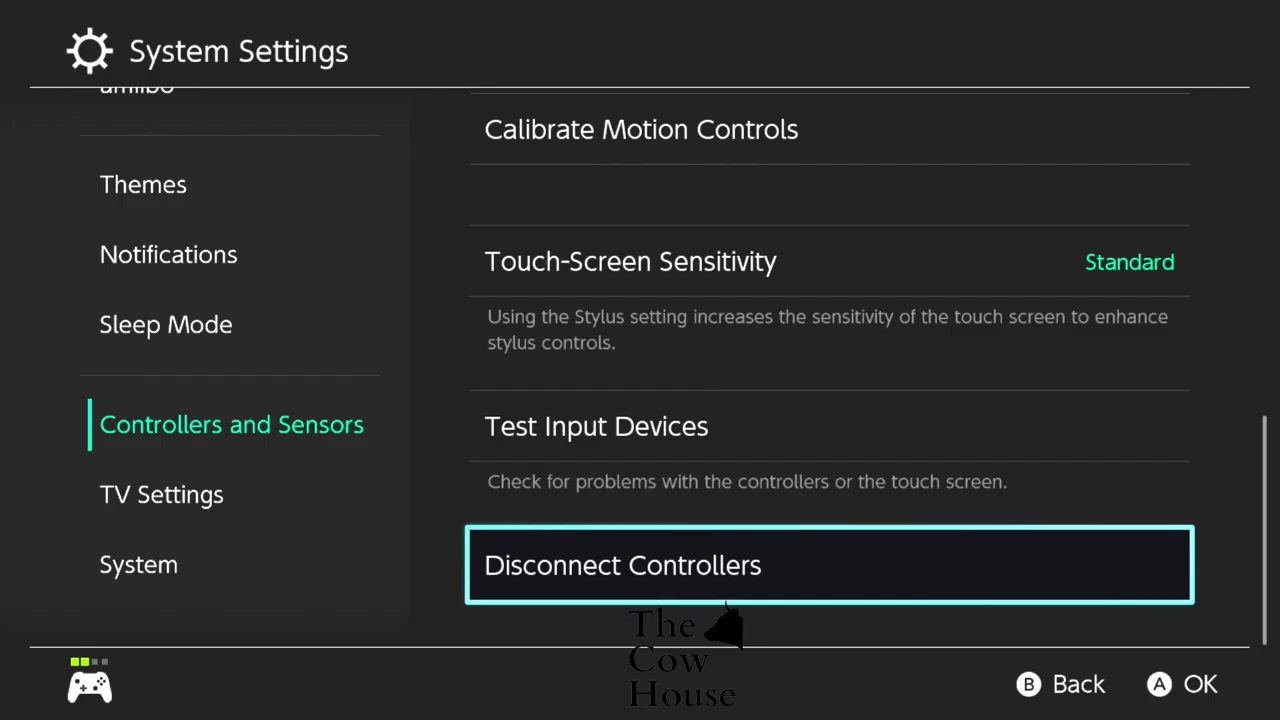 System Settings
amiibo
Themes
Notifications
Sleep Mode
Controllers and Sensors
TV Settings
System
Calibrate Motion Controls
Touch-Screen Sensitivity Standard
Using the Stylus setting increases the sensitivity of the touch screen to enhance
stylus controls.
Test Input Devices
Check for problems with the controllers or the touch screen.
Disconnect Controllers
The
Cow
House
B Back A OK